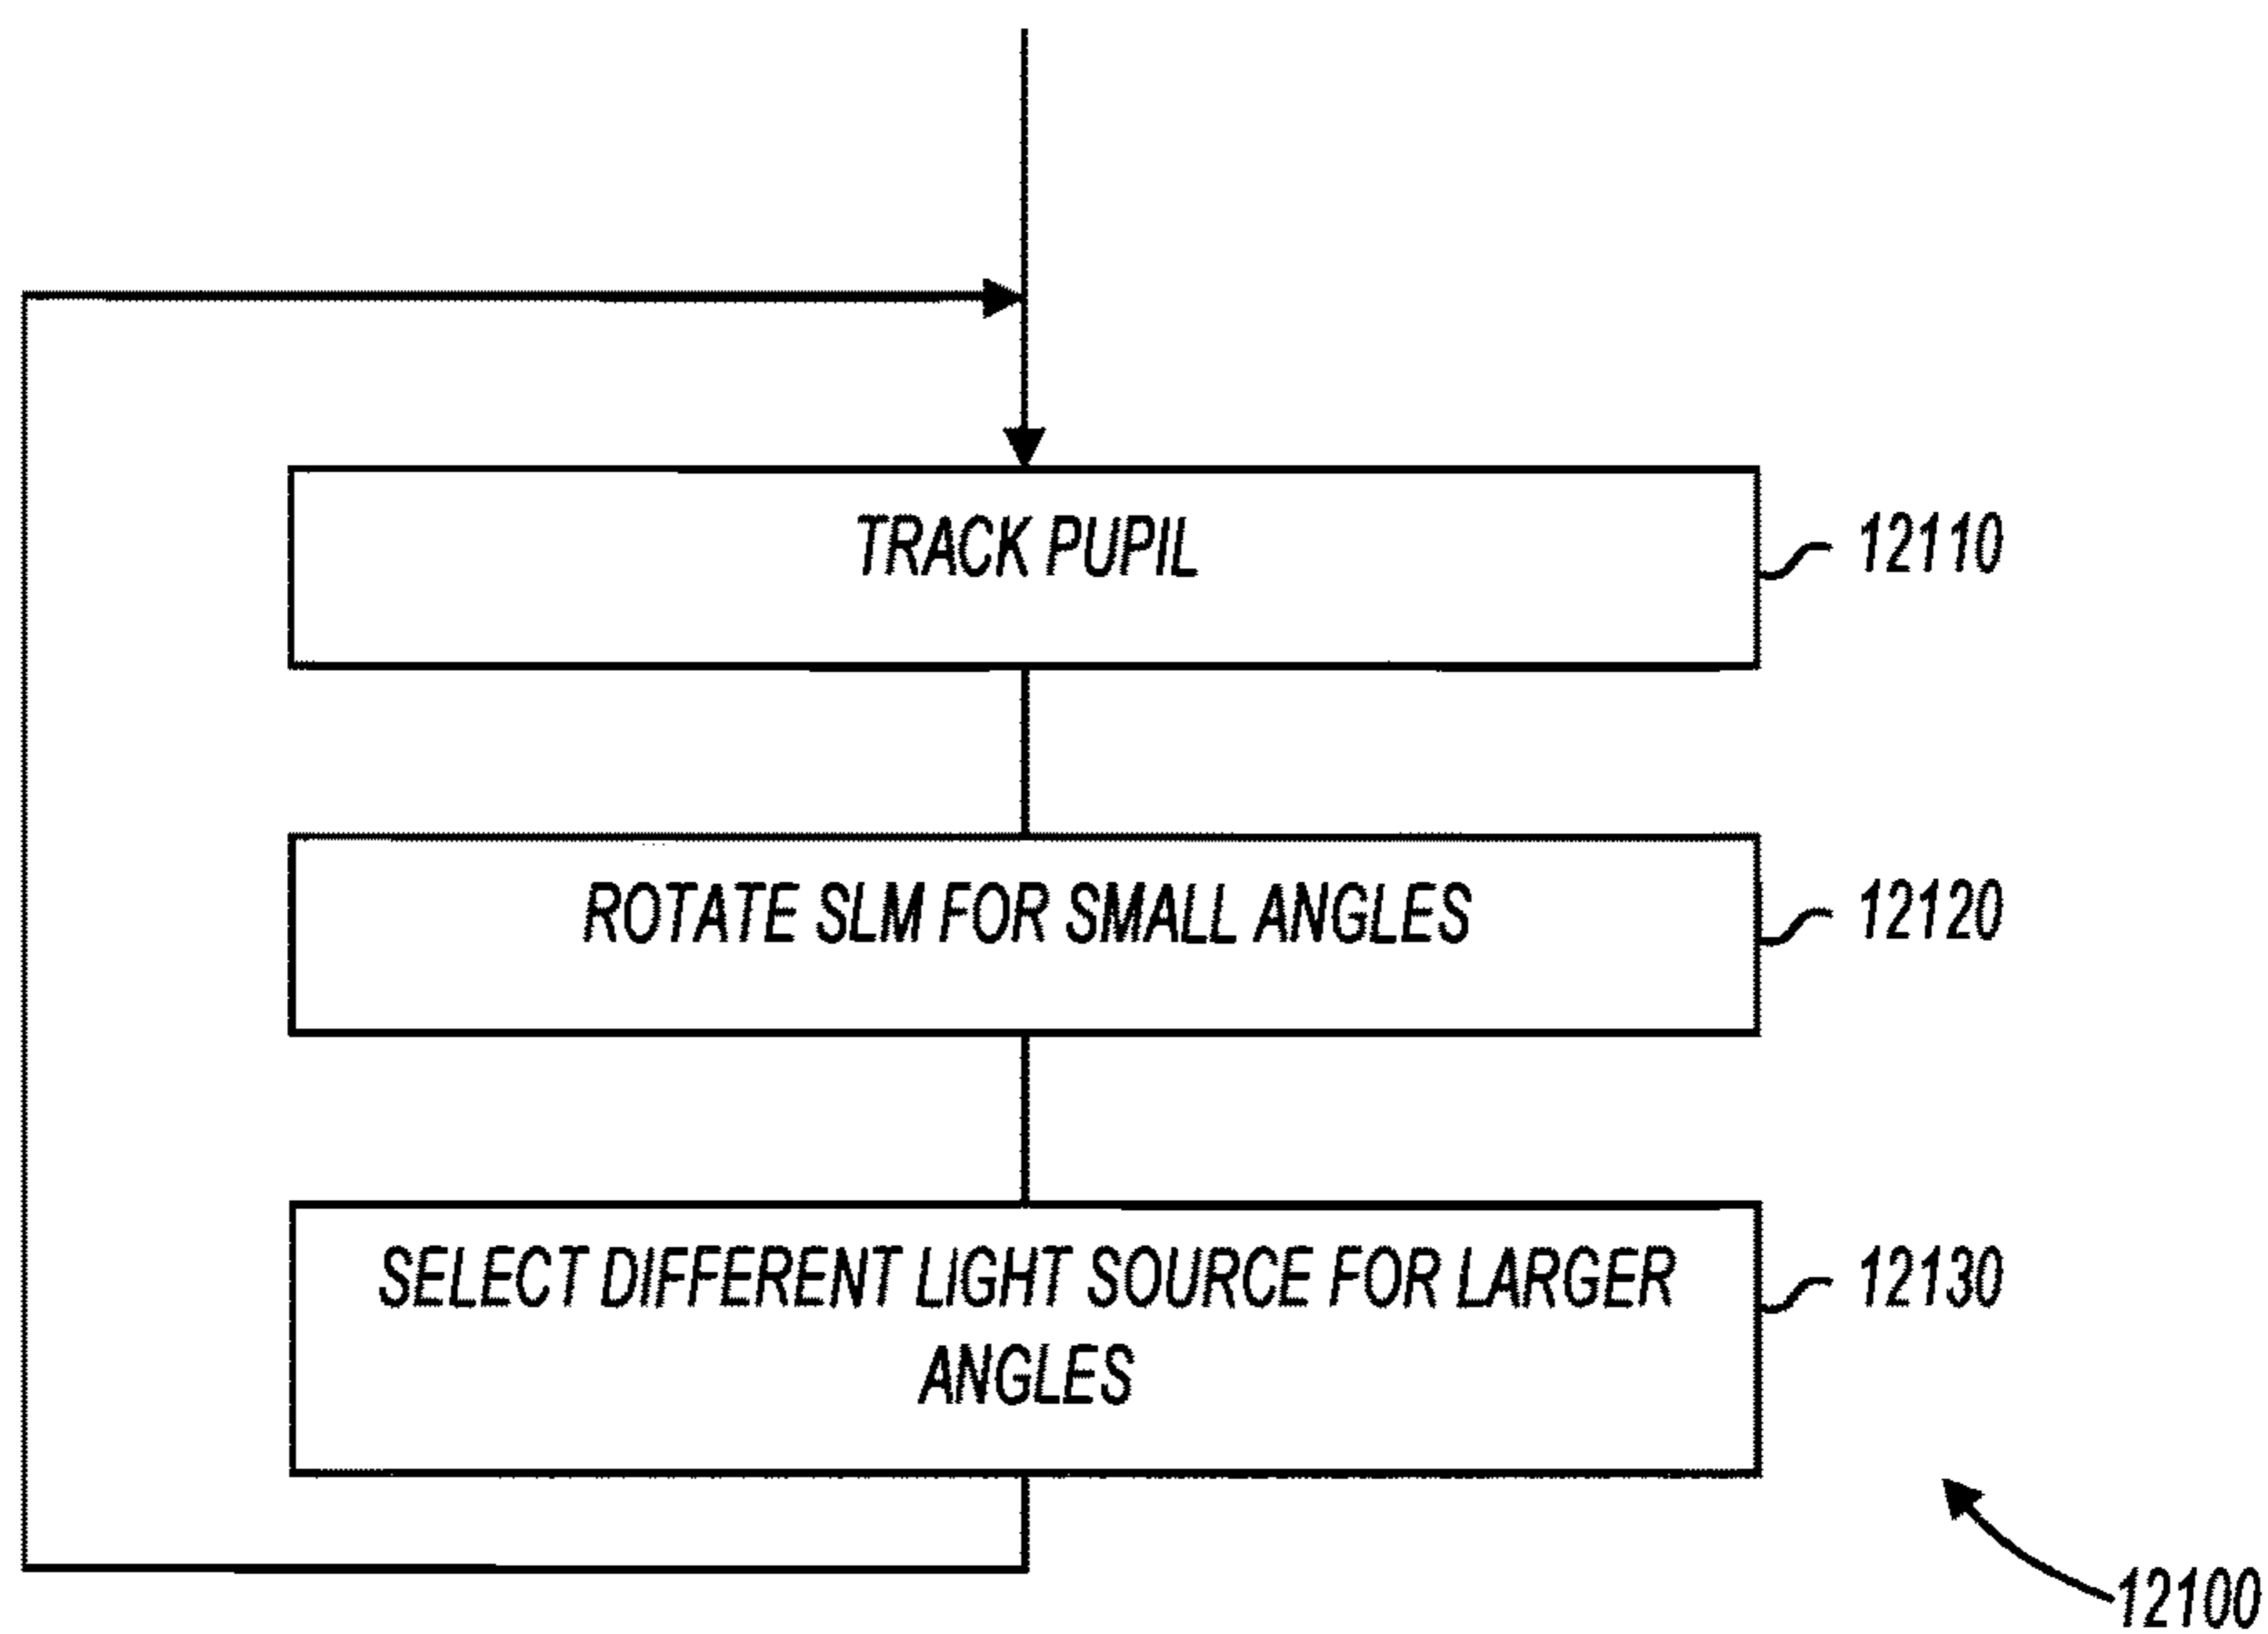 TRACK PUPIL
12110
ROTATE SLM FOR SMALL ANGLES
12120
SELECT DIFFERENT LIGHT SOURCE FOR LARGER
ANGLES
12130
12100